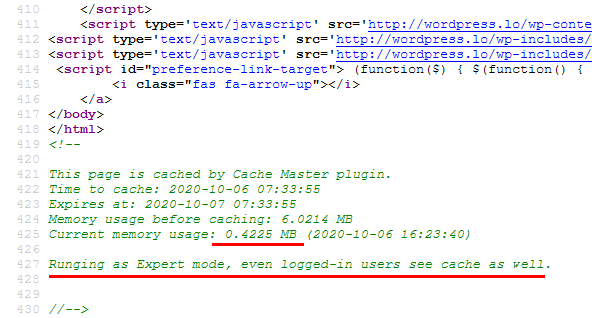 410 </script>
411 <script type='text/javascript' src='http://wordpress.lo/wp-conte
412 <script type='text/javascript' src='http://wordpress.lo/wp-includes/
413 <script type='text/javascript' src='http://wordpress.lo/wp-includes/
414 <script id="preference-link-target"> (function($) { $(function() {
415 <i class="fas fa-arrow-up"></i>
416 </a>
417 </body>
418 </html>
419 <!--
420
421 This page is cached by Cache Master plugin.
422 Time to cache: 2020-10-06 07:33:55
423 Expires at: 2020-10-07 07:33:55
424 Memory usage before caching: 6.0214 MB
425 Current memory usage: 0.4225 MB (2020-10-06 16:23:40)
426
427 Runging as Expert mode, even logged-in users see cache as well.
428
429
430 //-->